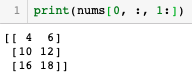 1 print(nums[0, :, 1:])
[[ 4  6]
 [10 12]
 [16 18]]